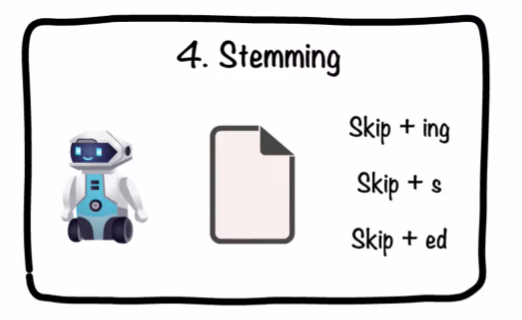 4. Stemming
Skip + ing
Skip + s
Skip + ed